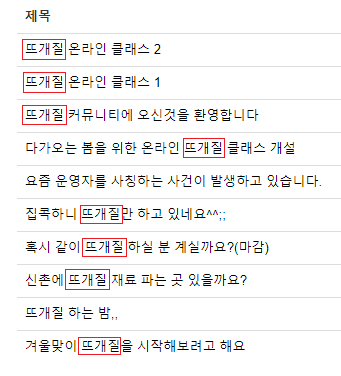 제목
뜨개질 온라인 클래스 2
뜨개질 온라인 클래스 1
뜨개질 커뮤니티에 오신것을 환영합니다
다가오는 봄을 위한 온라인 뜨개질 클래스 개설
요즘 운영자를 사칭하는 사건이 발생하고 있습니다.
집콕하니 뜨개질만 하고 있네요^^;;
혹시 같이 뜨개질 하실 분 계실까요?(마감)
신촌에 뜨개질 재료 파는 곳 있을까요?
뜨개질 하는 밤,,
겨울맞이 뜨개질을 시작해보려고 해요